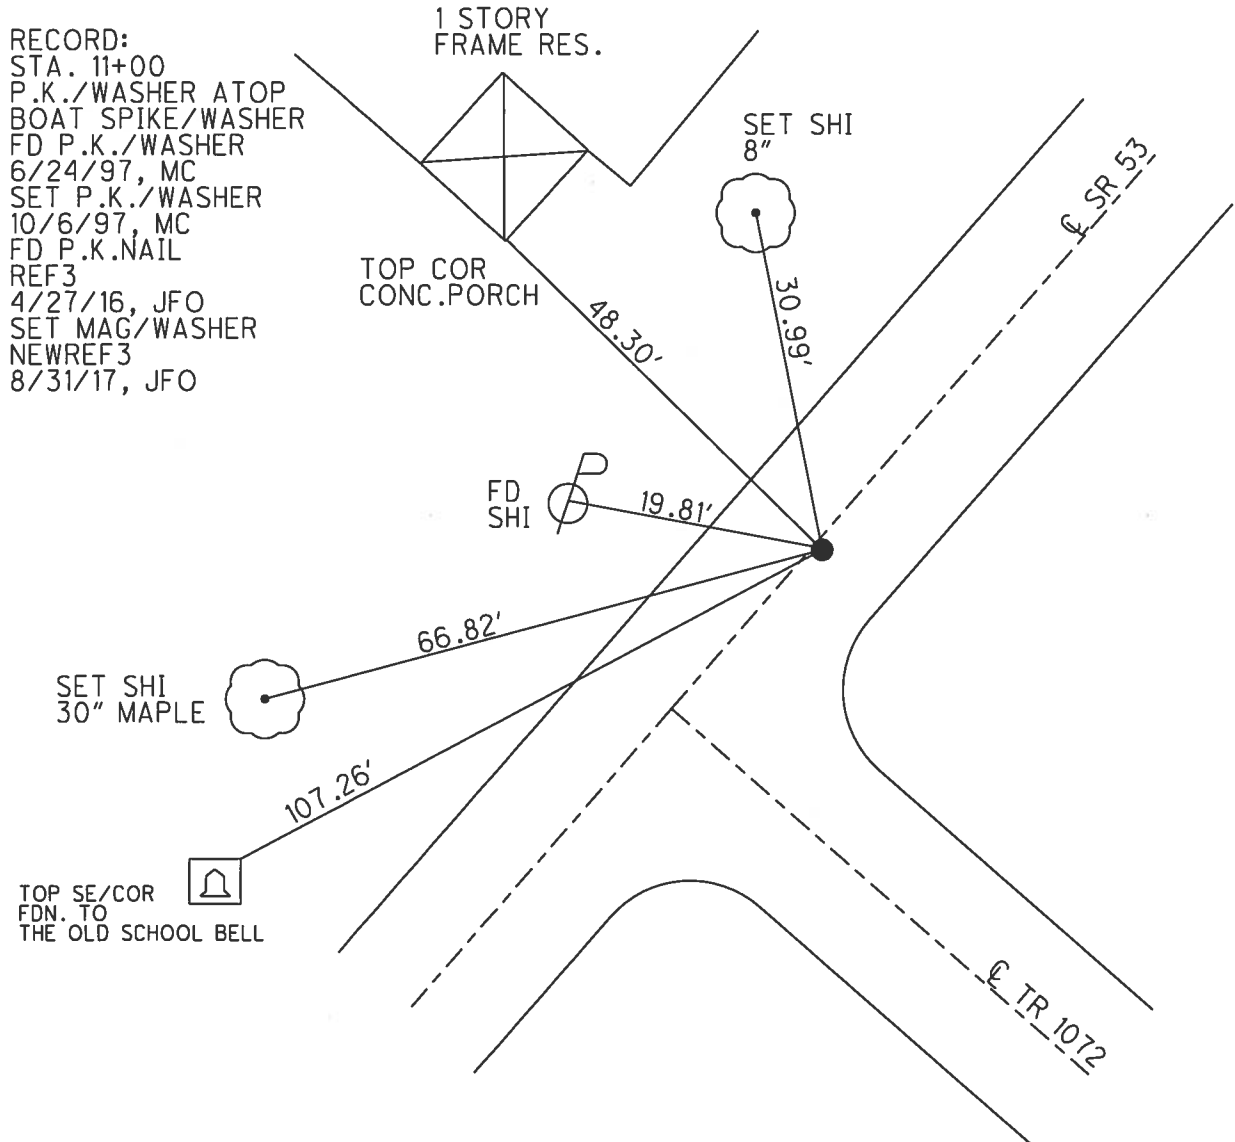 RECORD:
STA. 11+00
P.K./WASHER ATOP
BOAT SPIKE/WASHER
FD P.K./WASHER
6/24/97, MC
SET P.K./WASHER
10/6/97, MC
FD P.K.NAIL
REF3
4/27/16, JFO
SET MAG/WASHER
NEWREF3
8/31/17, JFO
1 STORY
FRAME RES.
SET SHI
8"
℄ SR 53
TOP COR
CONC.PORCH
48.30'
30.99'
FD
SHI
19.81'
66.82'
SET SHI
30" MAPLE
107.26'
TOP SE/COR
FDN. TO
THE OLD SCHOOL BELL
℄ TR 1072